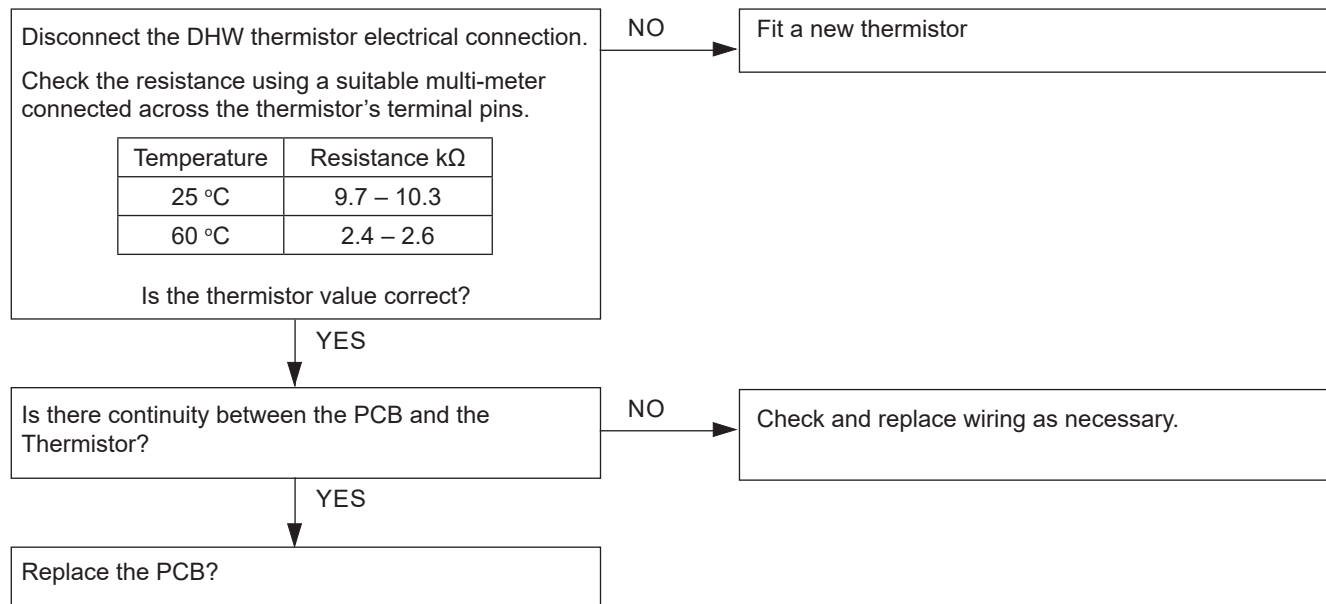 Disconnect the DHW thermistor electrical connection.
NO
Fit a new thermistor
Check the resistance using a suitable multi-meter
connected across the thermistor’s terminal pins.
Temperature Resistance kΩ
25 °C 9.7 – 10.3
60 °C 2.4 – 2.6
Is the thermistor value correct?
YES
Is there continuity between the PCB and the
Thermistor?
NO
Check and replace wiring as necessary.
YES
Replace the PCB?